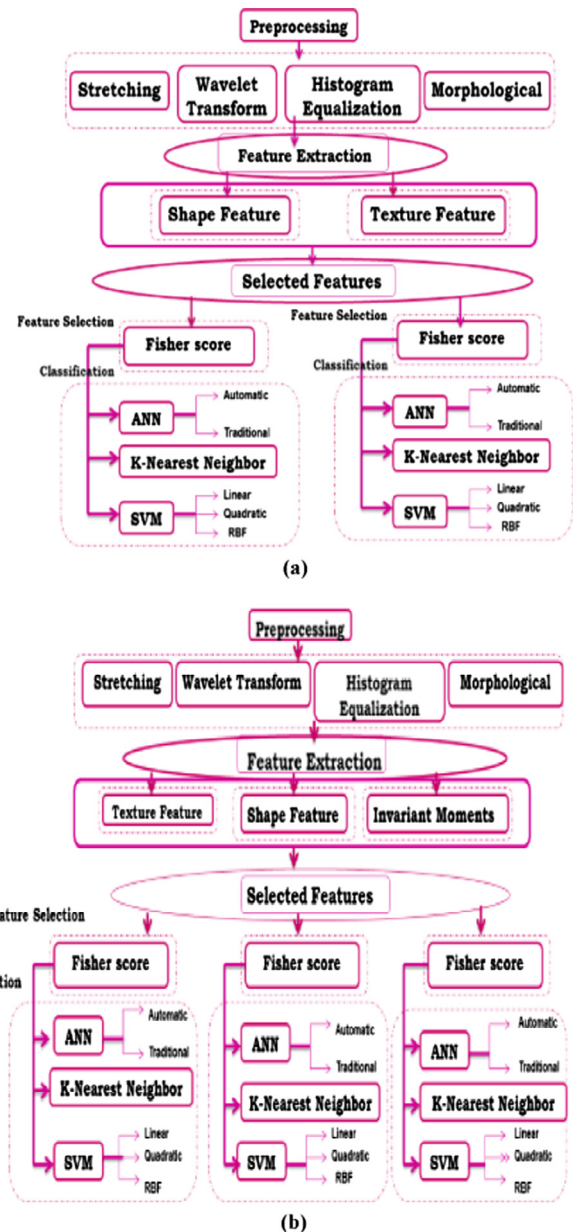 Preprocessing
Stretching
Wavelet
Transform
Histogram
Equalization
Morphological
Feature Extraction
Shape Feature
Texture Feature
Selected Features
Feature Selection
Fisher score
Classification
ANN
Automatic
Traditional
K-Nearest Neighbor
SVM
Linear
Quadratic
RBF
Feature Selection
Fisher score
Classification
ANN
Automatic
Traditional
K-Nearest Neighbor
SVM
Linear
Quadratic
RBF
(a)
Preprocessing
Stretching
Wavelet Transform
Histogram
Equalization
Morphological
Feature Extraction
Texture Feature
Shape Feature
Invariant Moments
Selected Features
ature Selection
Fisher score
tion
ANN
Automatic
Traditional
K-Nearest Neighbor
SVM
Linear
Quadratic
RBF
Fisher score
ANN
Automatic
Traditional
K-Nearest Neighbor
SVM
Linear
Quadratic
RBF
Fisher score
ANN
Automatic
Traditional
K-Nearest Neighbor
SVM
Linear
Quadratic
RBF
(b)